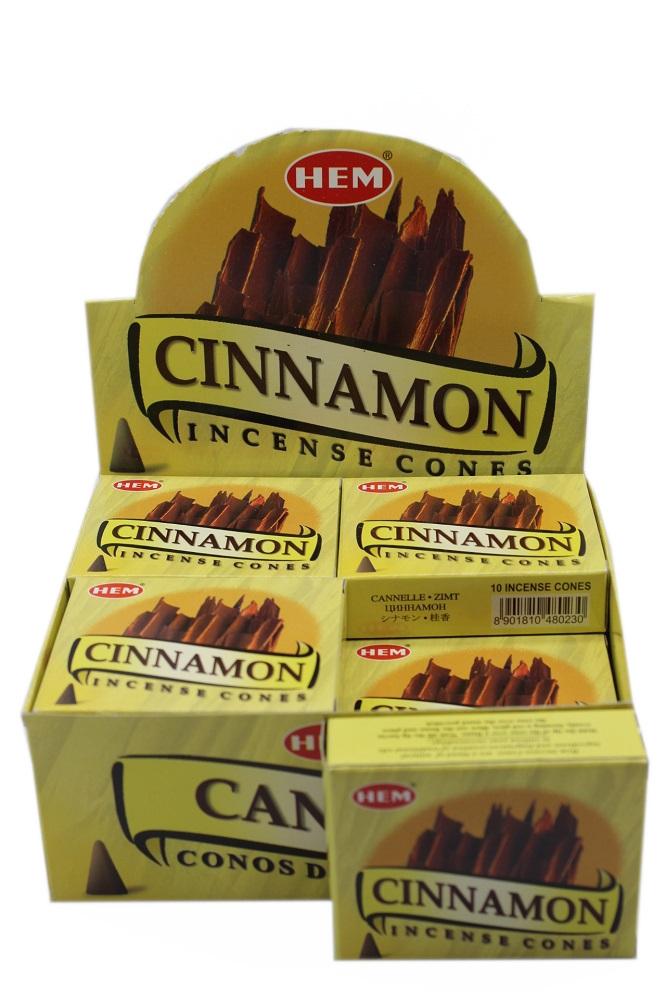 HEM®
CINNAMON
INCENSE CONES
HEM
CINNAMON
INCENSE CONES
HEM
CINNAMON
INCENSE CONES
HEM
CINNAMON
INCENSE CONES
CANNELLE • ZIMT
ЦИННАМОН
シナモン • 桂香
10 INCENSE CONES
8 901810 480230
HEM
CAN
CONOS D
HEM
CINNAMON
INCENSE CONES